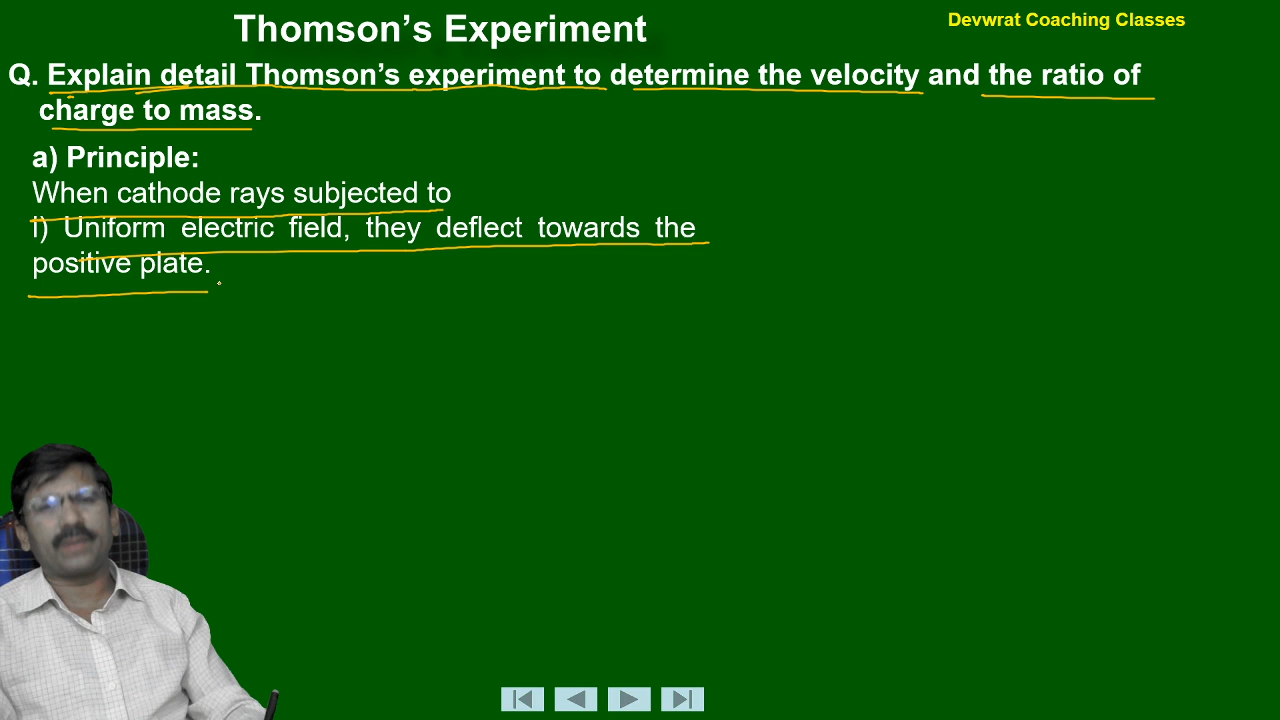 Thomson’s Experiment
Devwrat Coaching Classes
Q. Explain detail Thomson’s experiment to determine the velocity and the ratio of
charge to mass.
a) Principle:
When cathode rays subjected to
I) Uniform electric field, they deflect towards the
positive plate.